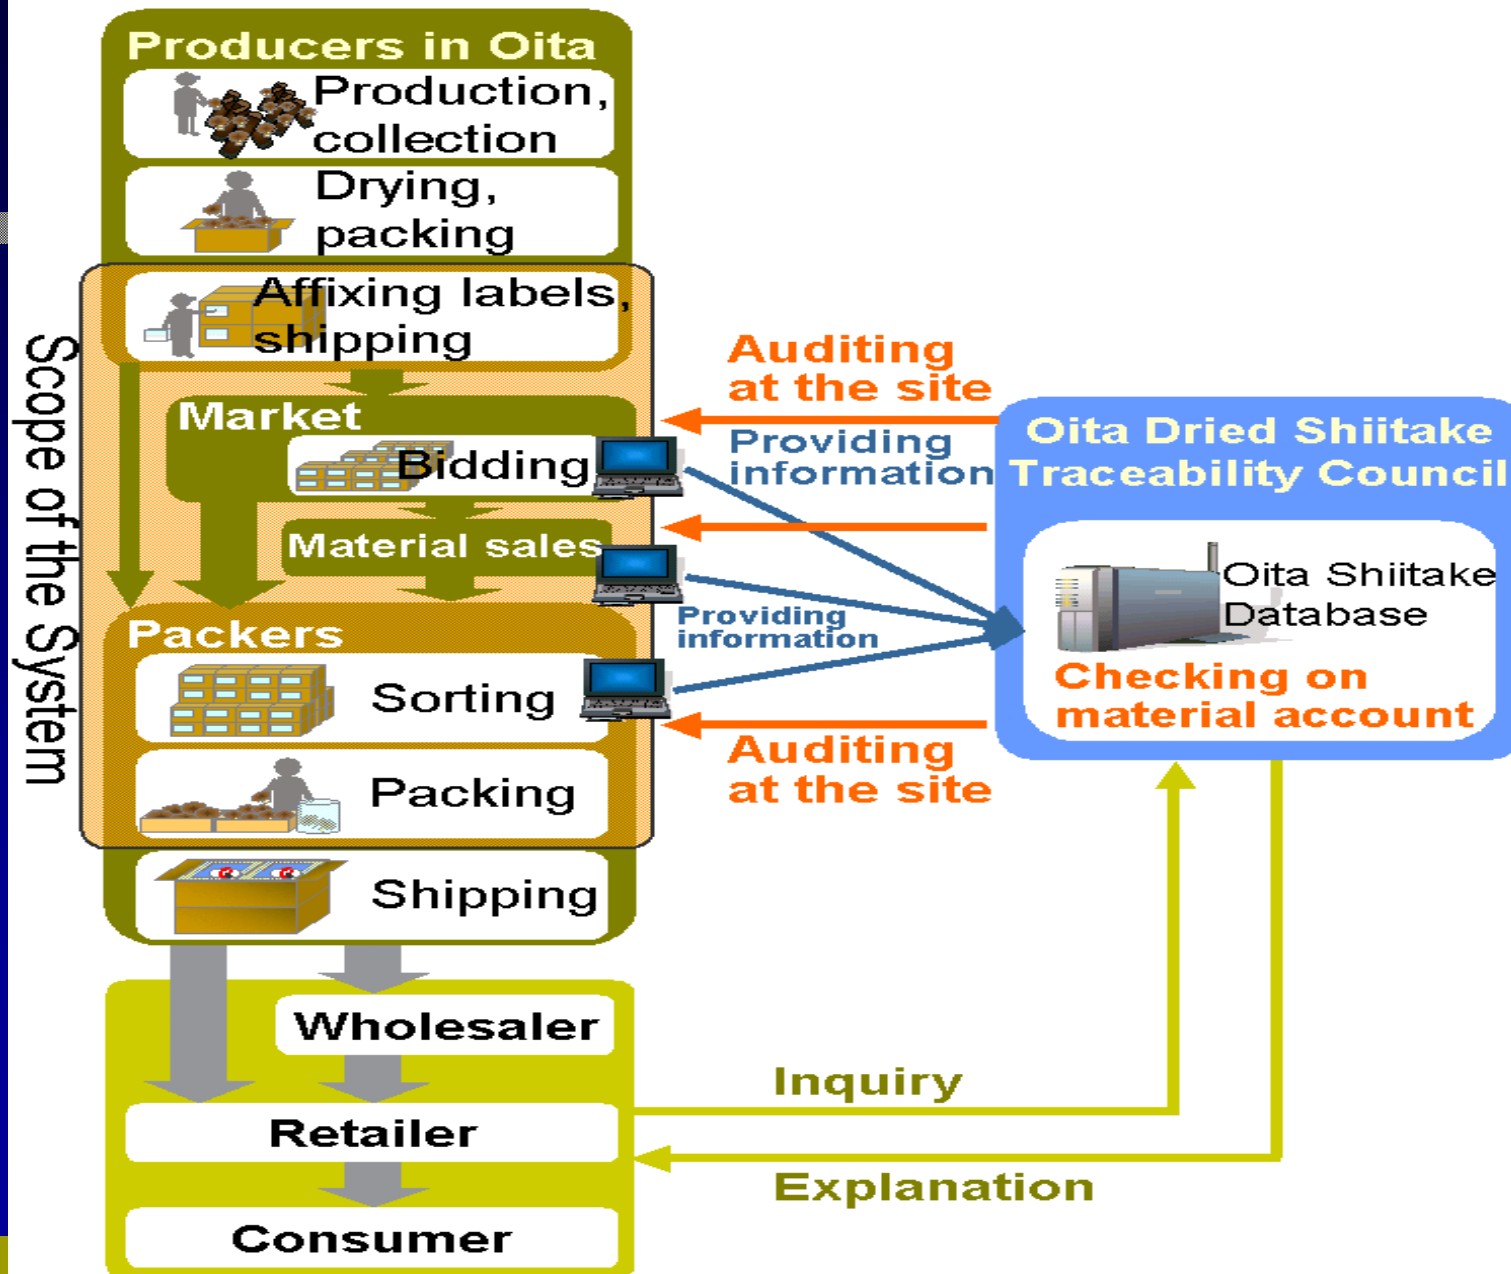 Producers in Oita
Production,
collection
Drying,
packing
Affixing labels,
shipping
Scope of the System
Market
Bidding
Material sales
Packers
Sorting
Packing
Shipping
Wholesaler
Retailer
Consumer
Auditing
at the site
Providing
information
Providing
information
Auditing
at the site
Oita Dried Shiitake
Traceability Council
Oita Shiitake
Database
Checking on
material account
Inquiry
Explanation